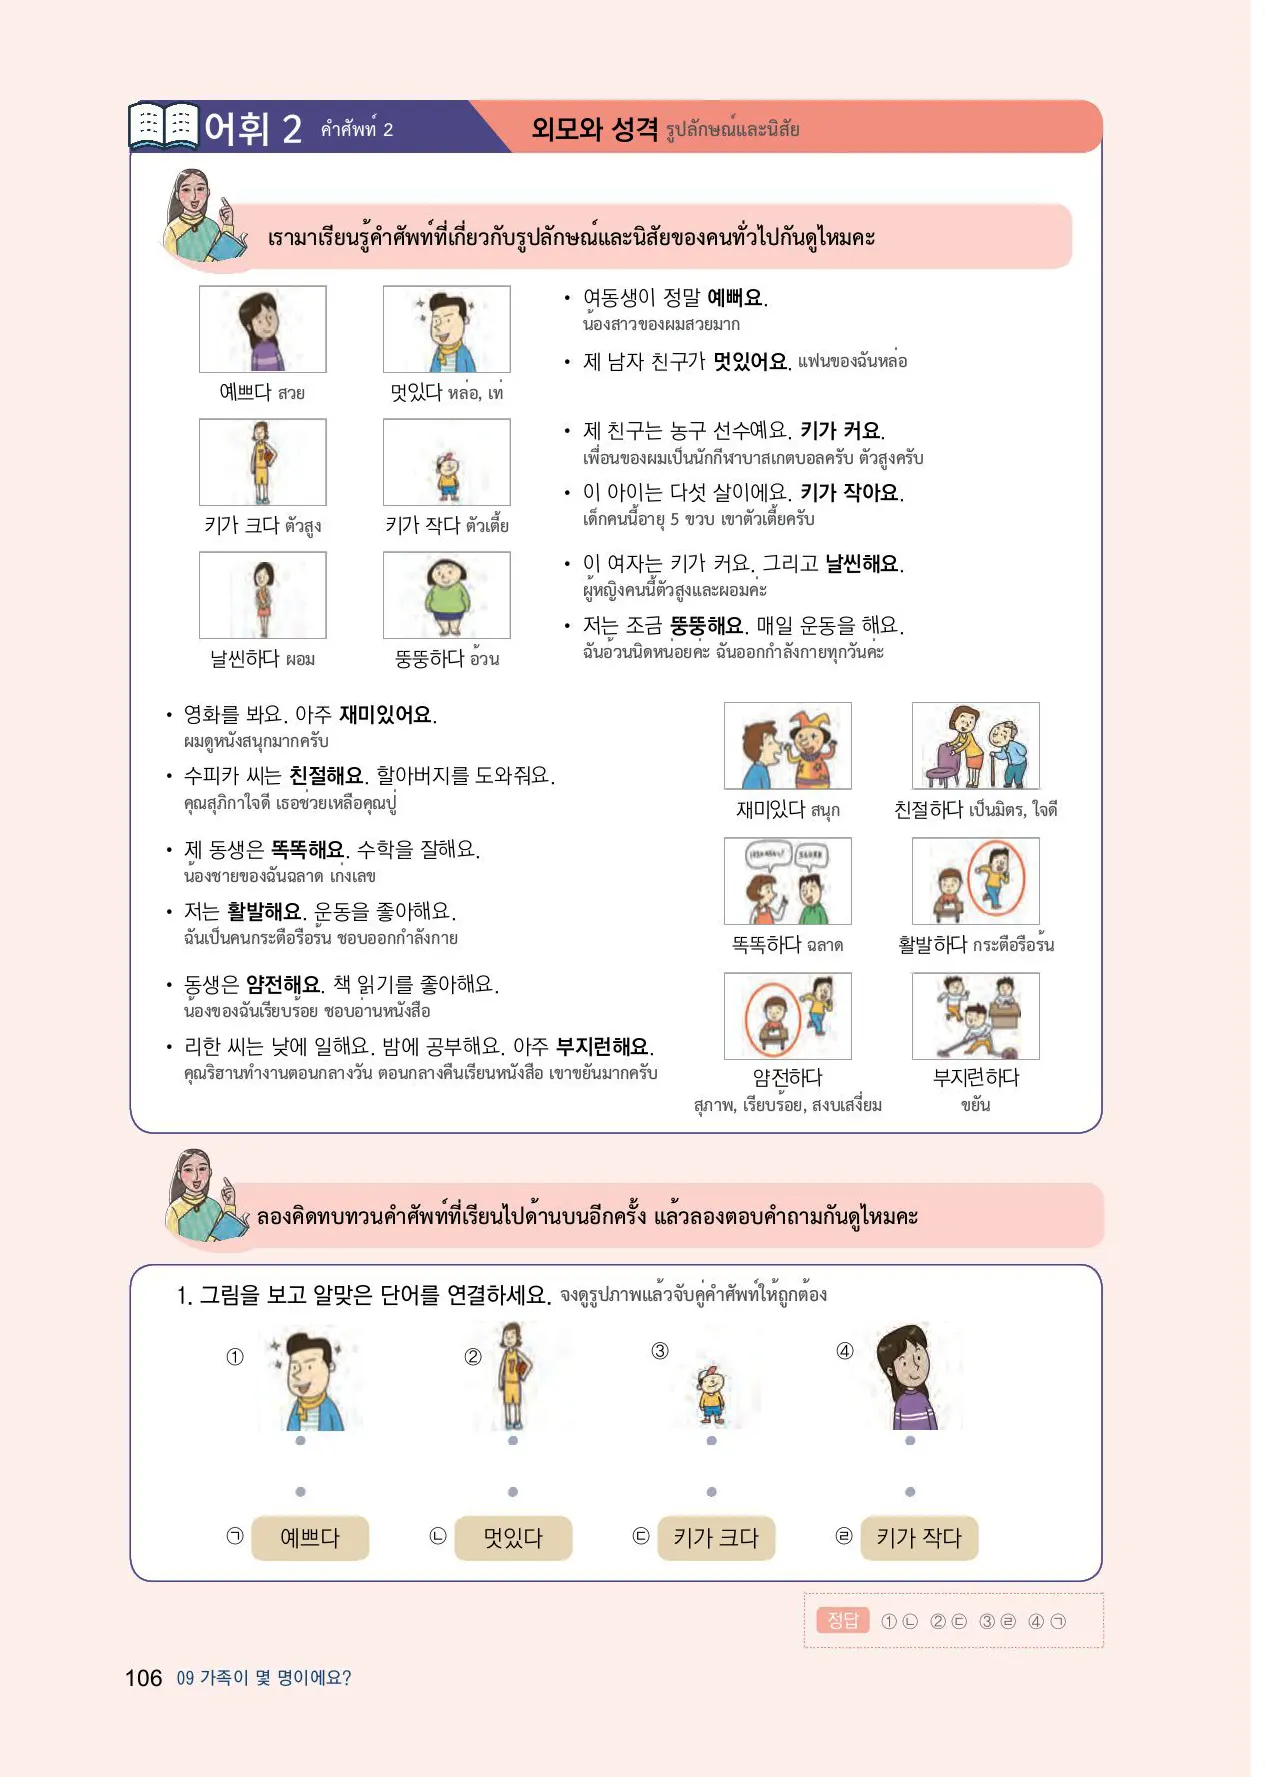 어휘 2 คำศัพท์ 2
외모와 성격 รูปลักษณ์และนิสัย
เรามาเรียนรู้คำศัพท์ที่เกี่ยวกับรูปลักษณ์และนิสัยของคนทั่วไปกันดูไหมคะ
예쁘다 สวย
멋있다 หล่อ, เท่
• 여동생이 정말 예뻐요.
น้องสาวของผมสวยมาก
• 제 남자 친구가 멋있어요. แฟนของฉันหล่อ
키가 크다 ตัวสูง
키가 작다 ตัวเตี้ย
• 제 친구는 농구 선수예요. 키가 커요.
เพื่อนของผมเป็นนักกีฬาบาสเกตบอลครับ ตัวสูงครับ
• 이 아이는 다섯 살이에요. 키가 작아요.
เด็กคนนี้อายุ 5 ขวบ เขาตัวเตี้ยครับ
날씬하다 ผอม
뚱뚱하다 อ้วน
• 이 여자는 키가 커요. 그리고 날씬해요.
ผู้หญิงคนนี้ตัวสูงและผอมค่ะ
• 저는 조금 뚱뚱해요. 매일 운동을 해요.
ฉันอ้วนนิดหน่อยค่ะ ฉันออกกำลังกายทุกวันค่ะ
• 영화를 봐요. 아주 재미있어요.
ผมดูหนังสนุกมากครับ
• 수피카 씨는 친절해요. 할아버지를 도와줘요.
คุณสุภิกาใจดี เธอช่วยเหลือคุณปู่
재미있다 สนุก
친절하다 เป็นมิตร, ใจดี
• 제 동생은 똑똑해요. 수학을 잘해요.
น้องชายของฉันฉลาด เก่งเลข
• 저는 활발해요. 운동을 좋아해요.
ฉันเป็นคนกระตือรือร้น ชอบออกกำลังกาย
똑똑하다 ฉลาด
활발하다 กระตือรือร้น
• 동생은 얌전해요. 책 읽기를 좋아해요.
น้องของฉันเรียบร้อย ชอบอ่านหนังสือ
• 리한 씨는 낮에 일해요. 밤에 공부해요. 아주 부지런해요.
คุณริฮานทำงานตอนกลางวัน ตอนกลางคืนเรียนหนังสือ เขาขยันมากครับ
얌전하다
สุภาพ, เรียบร้อย, สงบเสงี่ยม
부지런하다
ขยัน
ลองคิดทบทวนคำศัพท์ที่เรียนไปด้านบนอีกครั้ง แล้วลองตอบคำถามกันดูไหมคะ
1. 그림을 보고 알맞은 단어를 연결하세요. จงดูรูปภาพแล้วจับคู่คำศัพท์ให้ถูกต้อง
① ② ③ ④
㉠ 예쁘다 ㉡ 멋있다 ㉢ 키가 크다 ㉣ 키가 작다
정답 ①㉡ ②㉢ ③㉣ ④㉠
106 09 가족이 몇 명이에요?